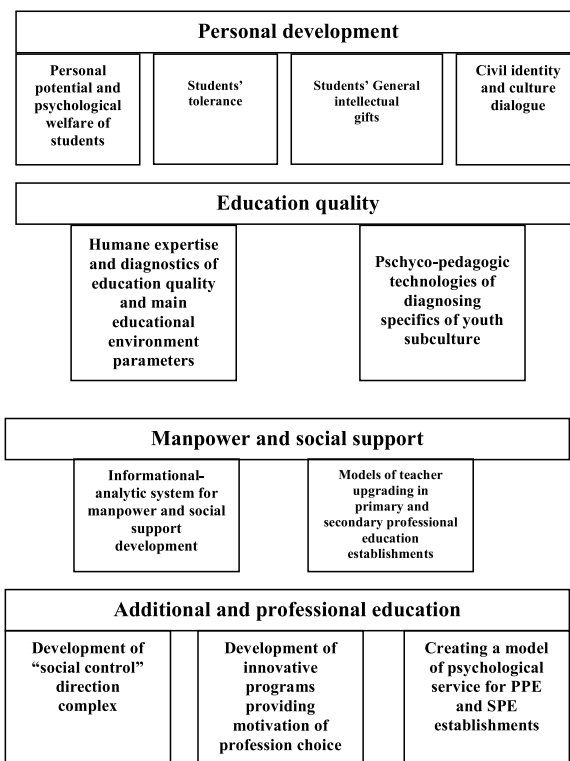 Personal development
Personal
potential and
psychological
welfare of
students
Students’
tolerance
Students’ General
intellectual
gifts
Civil identity
and culture
dialogue
Education quality
Humane expertise
and diagnostics of
education quality
and main
educational
environment
parameters
Pschyco-pedagogic
technologies of
diagnosing
specifics of youth
subculture
Manpower and social support
Informational-
analytic system for
manpower and social
support
development
Models of teacher
upgrading in
primary and
secondary professional
education
establishments
Additional and professional education
Development of
“social control”
direction
complex
Development of
innovative
programs
providing
motivation of
profession choice
Creating a model
of psychological
service for PPE
and SPE
establishments